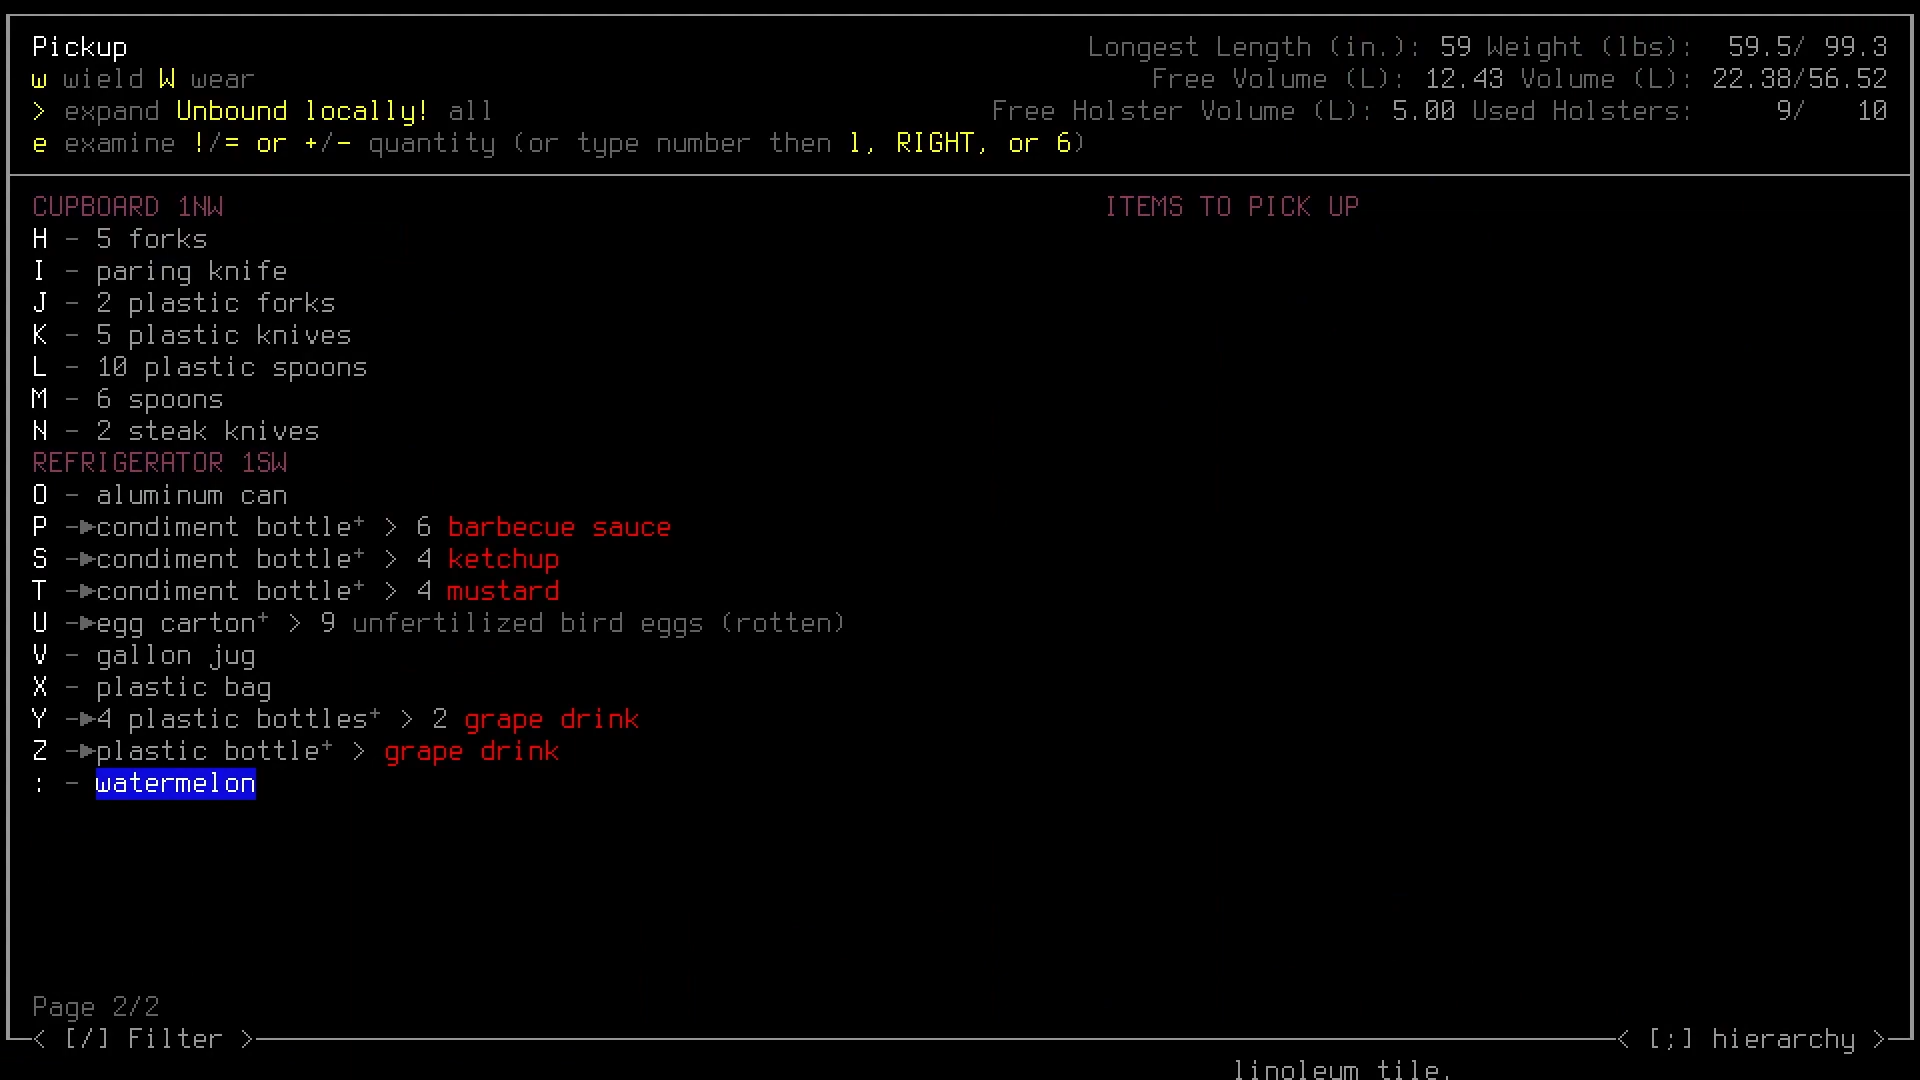 Pickup Longest Length (in.): 59 Weight (lbs): 59.5/ 99.3
w wield W wear Free Volume (L): 12.43 Volume (L): 22.38/56.52
> expand Unbound locally! all Free Holster Volume (L): 5.00 Used Holsters: 9/ 10
e examine !/= or +/- quantity (or type number then l, RIGHT, or 6)
CUPBOARD 1NW ITEMS TO PICK UP
H - 5 forks
I - paring knife
J - 2 plastic forks
K - 5 plastic knives
L - 10 plastic spoons
M - 6 spoons
N - 2 steak knives
REFRIGERATOR 1SW
O - aluminum can
P -▶condiment bottle⁺ > 6 barbecue sauce
S -▶condiment bottle⁺ > 4 ketchup
T -▶condiment bottle⁺ > 4 mustard
U -▶egg carton⁺ > 9 unfertilized bird eggs (rotten)
V - gallon jug
X - plastic bag
Y -▶4 plastic bottles⁺ > 2 grape drink
Z -▶plastic bottle⁺ > grape drink
: - watermelon
Page 2/2
< [/] Filter > < [;] hierarchy >
linoleum tile.